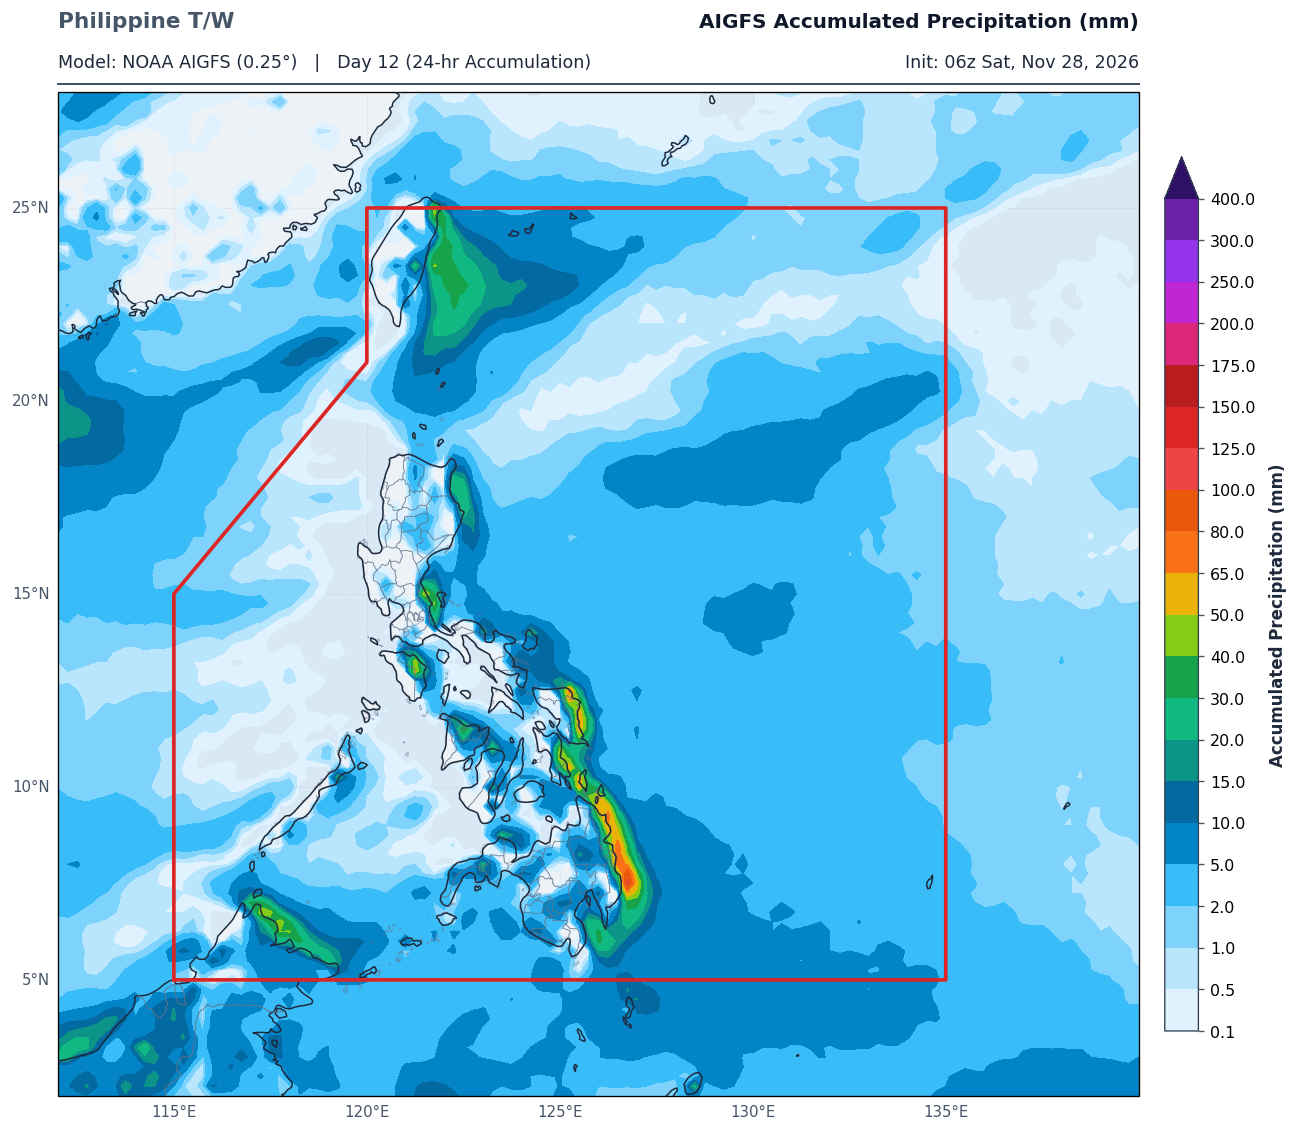 Philippine T/W
AIGFS Accumulated Precipitation (mm)
Model: NOAA AIGFS (0.25°)   |   Day 12 (24-hr Accumulation)
Init: 06z Sat, Nov 28, 2026
25°N
20°N
15°N
10°N
5°N
115°E
120°E
125°E
130°E
135°E
400.0
300.0
250.0
200.0
175.0
150.0
125.0
100.0
80.0
65.0
50.0
40.0
30.0
20.0
15.0
10.0
5.0
2.0
1.0
0.5
0.1
Accumulated Precipitation (mm)